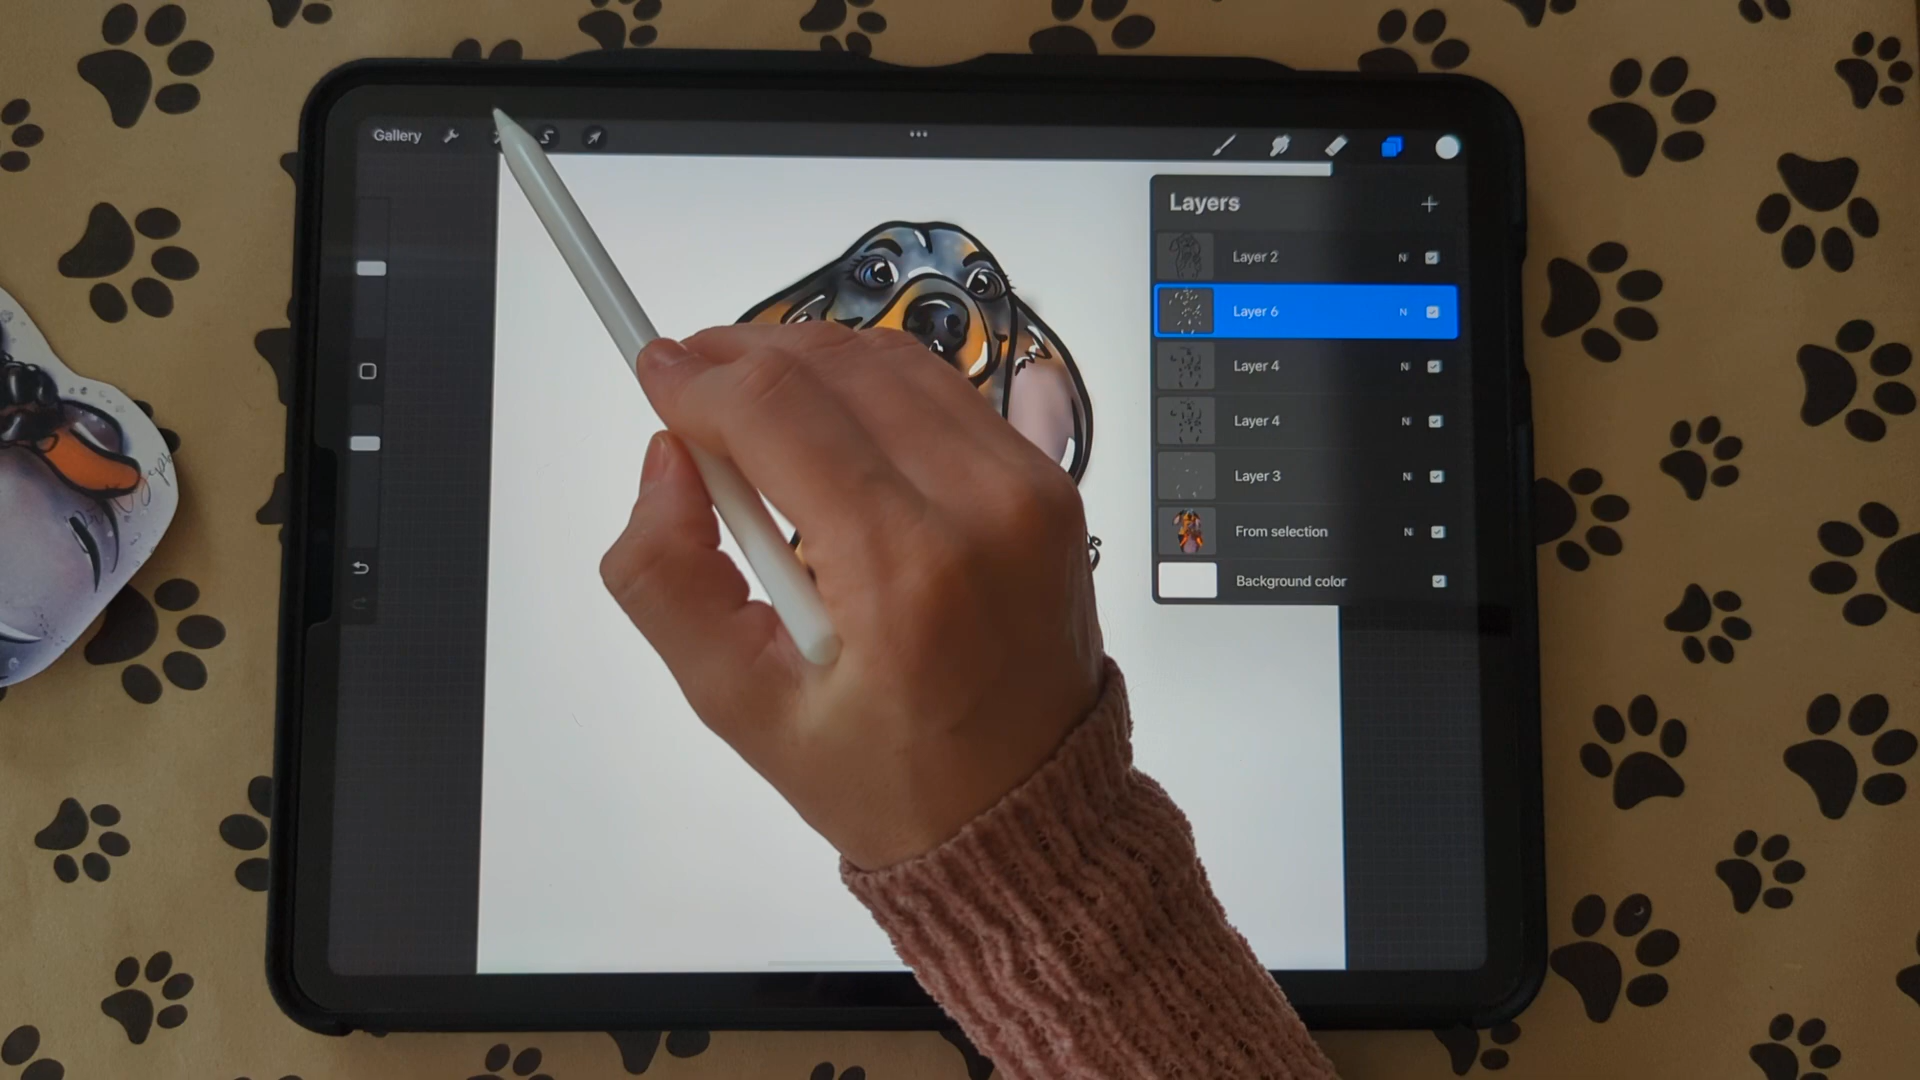 Gallery
Layers
Layer 2 N
Layer 6 N
Layer 4 N
Layer 4 N
Layer 3 N
From selection N
Background color